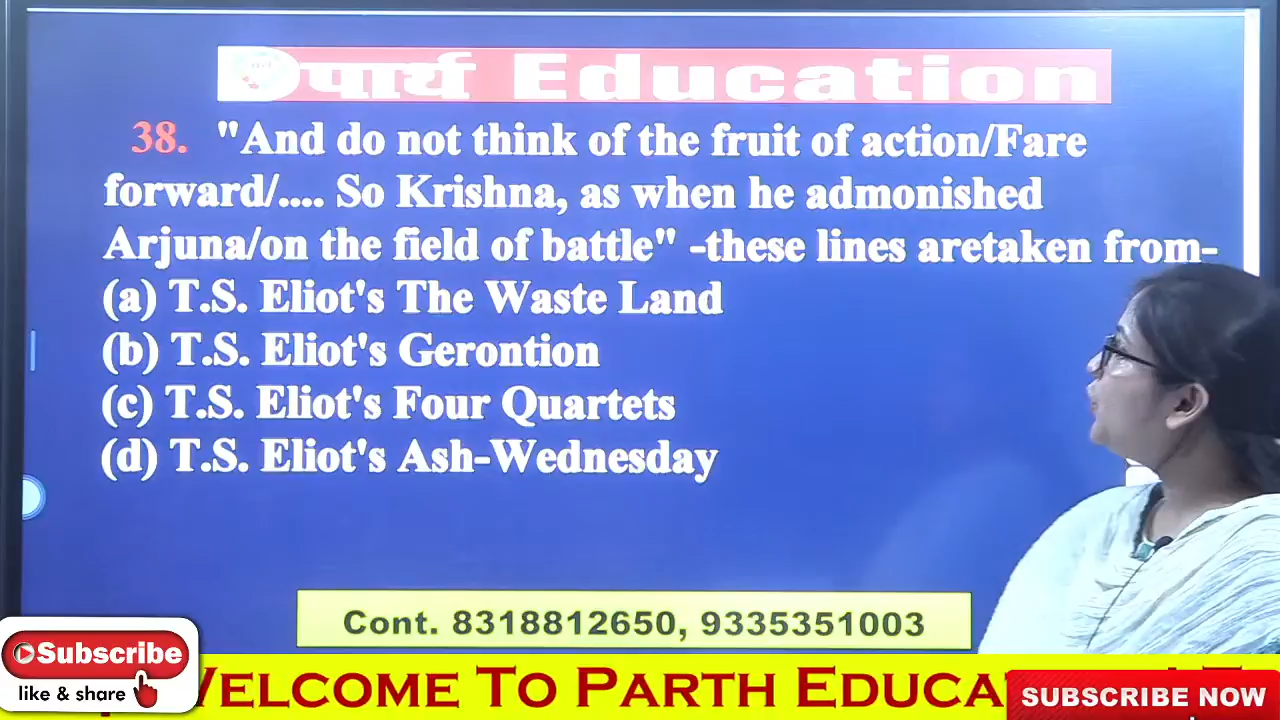 पार्थ Education
38. "And do not think of the fruit of action/Fare
forward/.... So Krishna, as when he admonished
Arjuna/on the field of battle" -these lines aretaken from-
(a) T.S. Eliot's The Waste Land
(b) T.S. Eliot's Gerontion
(c) T.S. Eliot's Four Quartets
(d) T.S. Eliot's Ash-Wednesday
Cont. 8318812650, 9335351003
Subscribe
like & share
WELCOME TO PARTH EDUCA
SUBSCRIBE NOW